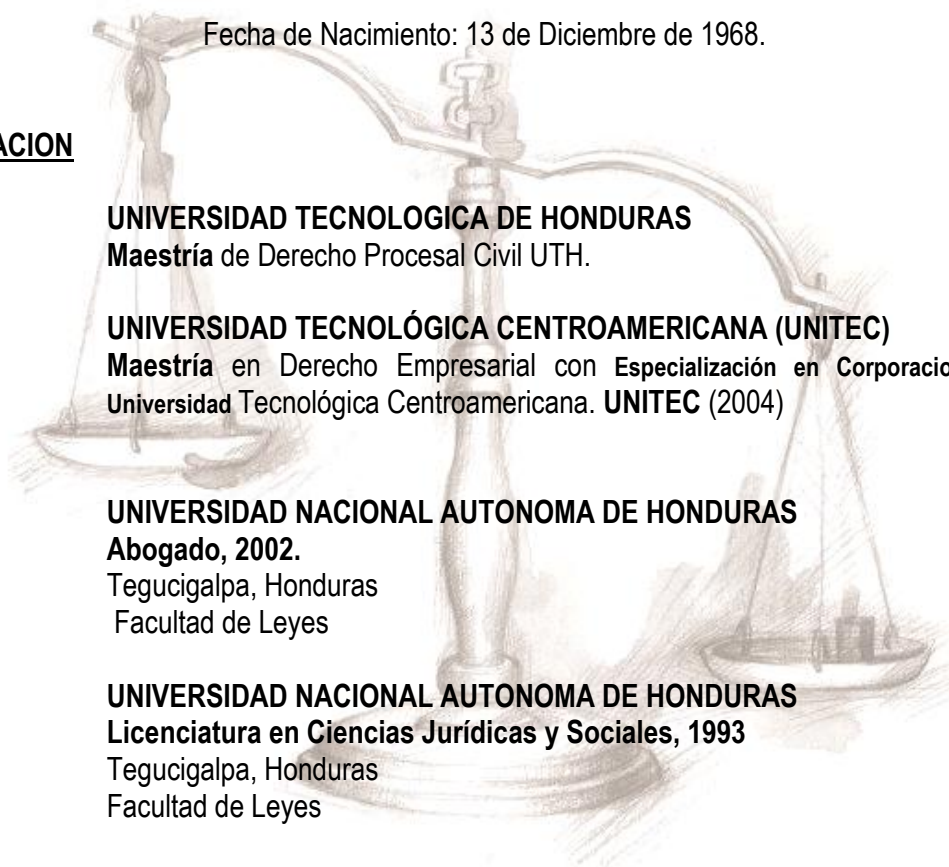 Fecha de Nacimiento: 13 de Diciembre de 1968.
ACION
UNIVERSIDAD TECNOLOGICA DE HONDURAS
Maestría de Derecho Procesal Civil UTH.
UNIVERSIDAD TECNOLÓGICA CENTROAMERICANA (UNITEC)
Maestría en Derecho Empresarial con Especialización en Corporacio
Universidad Tecnológica Centroamericana. UNITEC (2004)
UNIVERSIDAD NACIONAL AUTONOMA DE HONDURAS
Abogado, 2002.
Tegucigalpa, Honduras
Facultad de Leyes
UNIVERSIDAD NACIONAL AUTONOMA DE HONDURAS
Licenciatura en Ciencias Jurídicas y Sociales, 1993
Tegucigalpa, Honduras
Facultad de Leyes